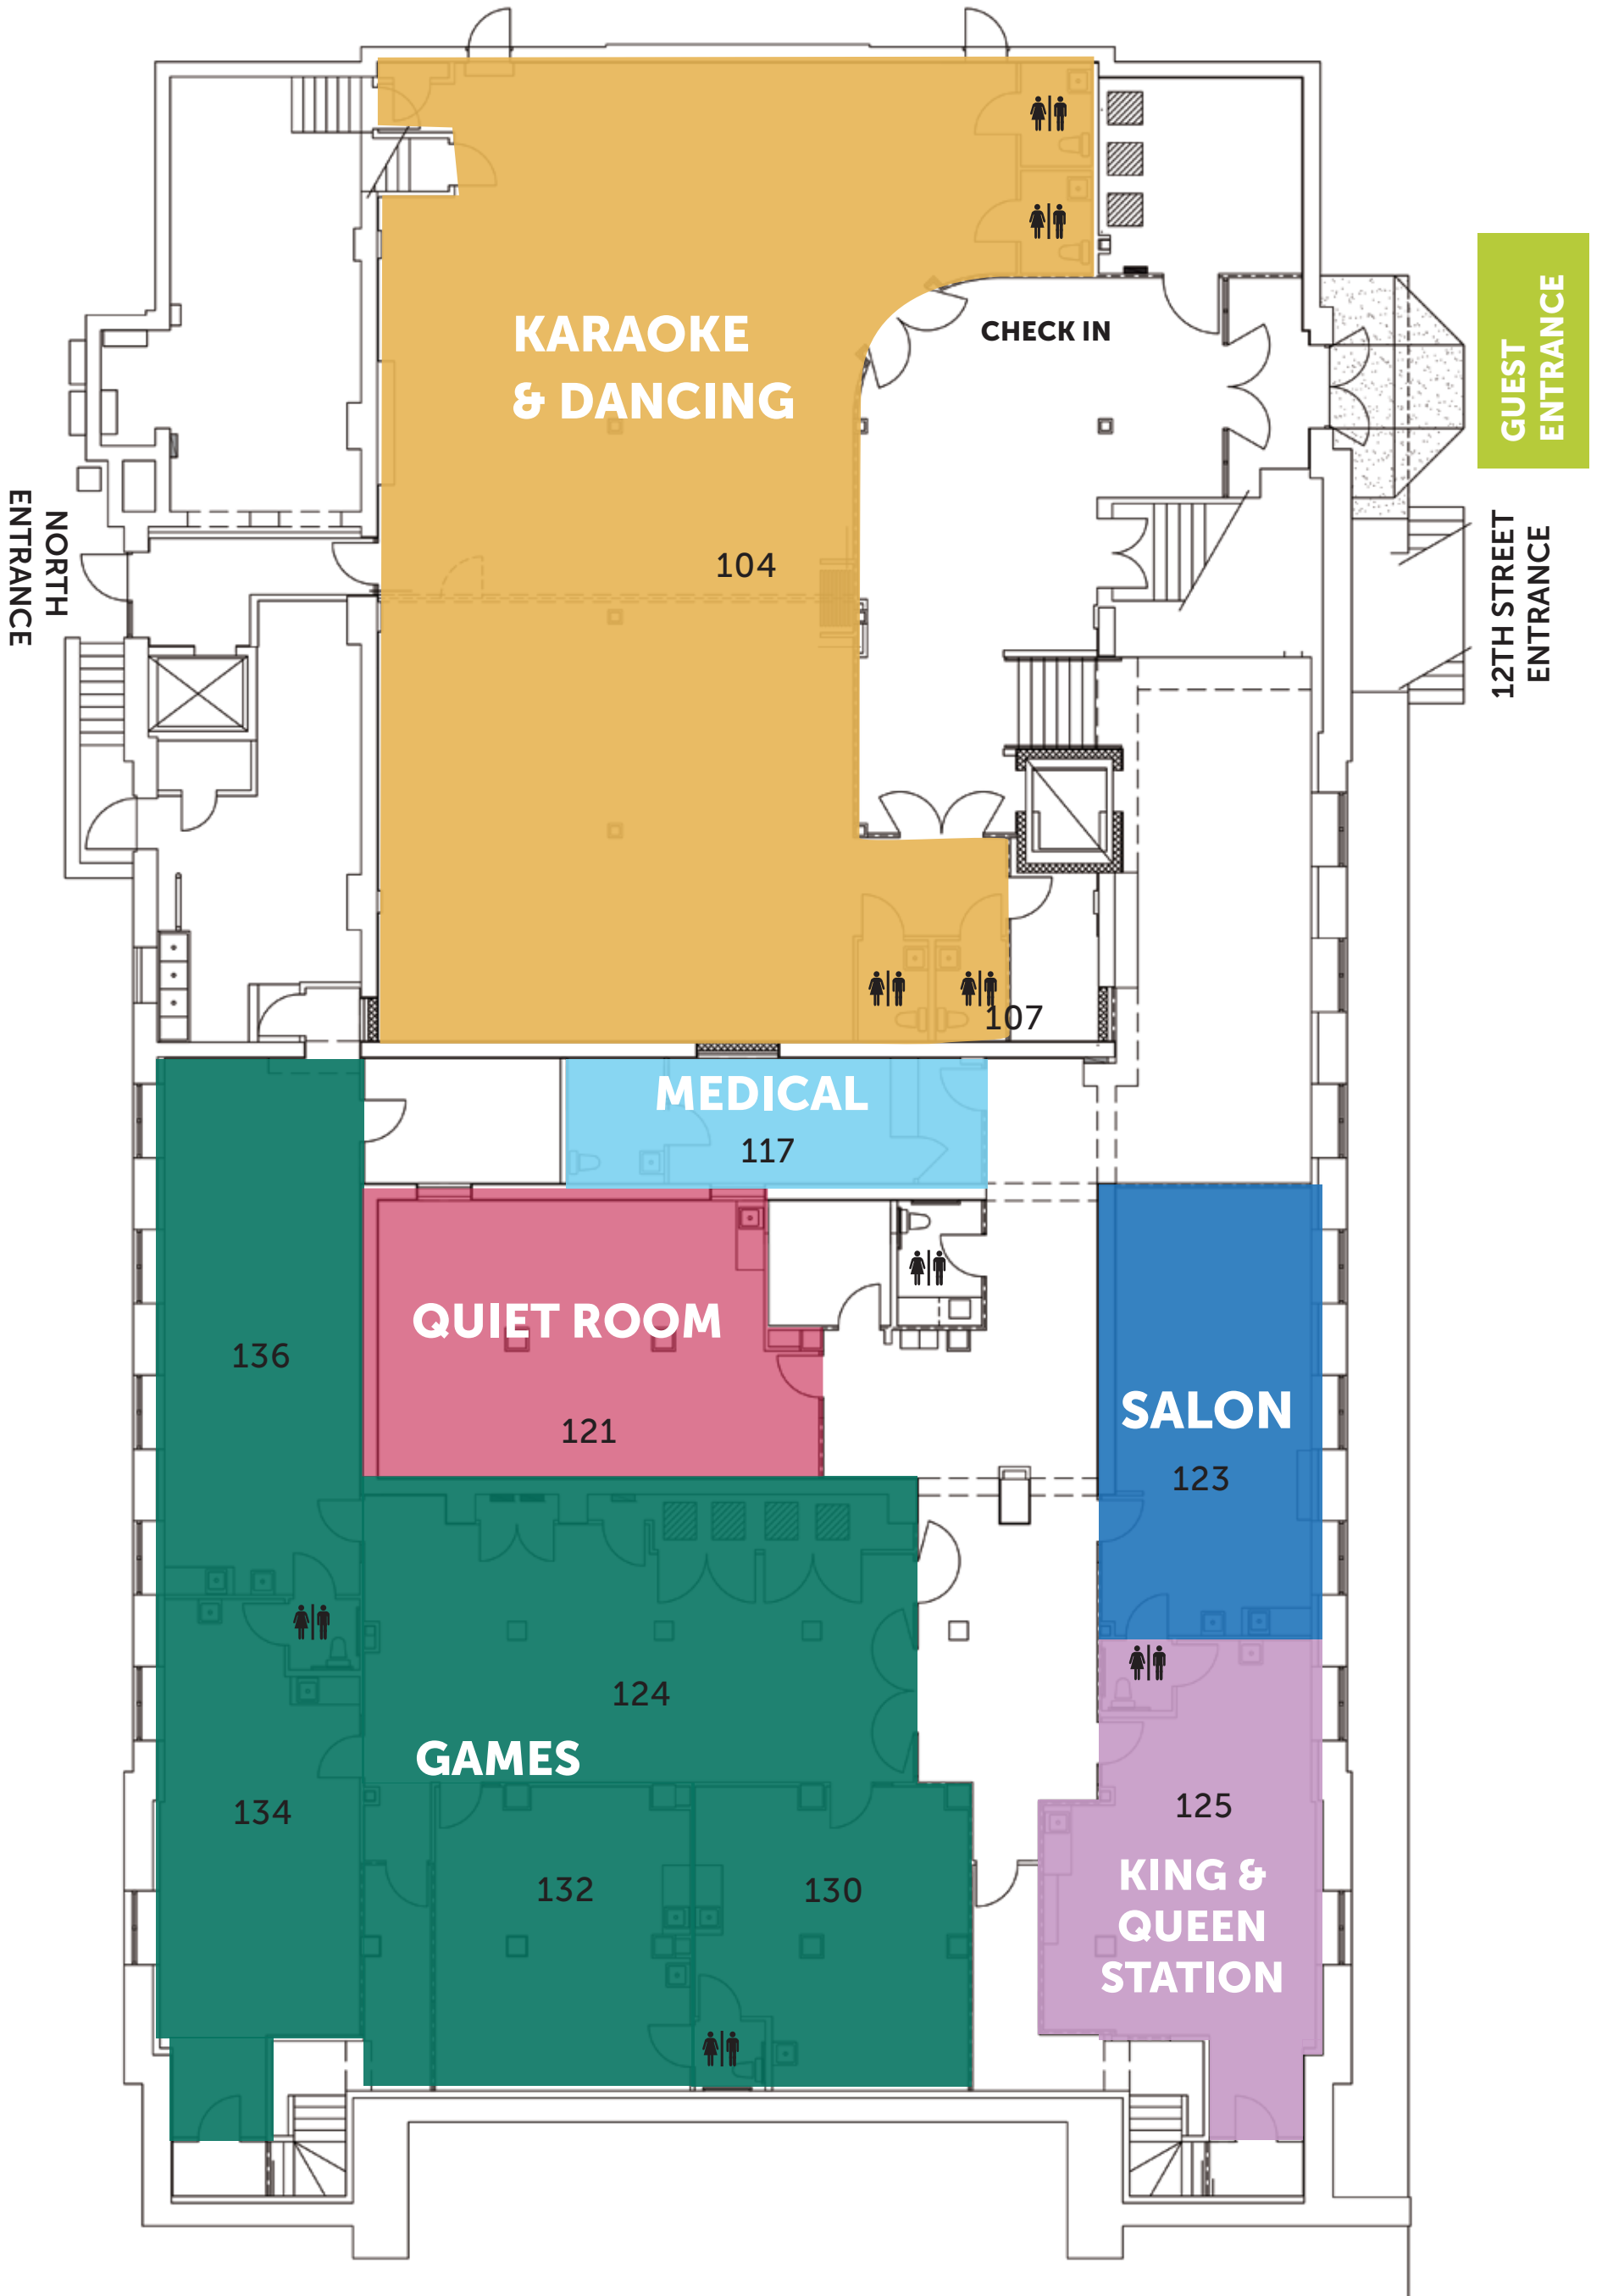 GUEST
ENTRANCE
CHECK IN
KARAOKE
& DANCING
104
NORTH
ENTRANCE
12TH STREET
ENTRANCE
107
MEDICAL
117
QUIET ROOM
121
136
SALON
123
124
GAMES
134
132
130
125
KING &
QUEEN
STATION